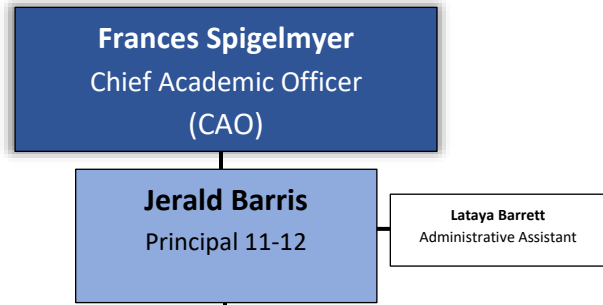 Frances Spigelmyer
Chief Academic Officer
(CAO)
Jerald Barris
Principal 11-12
Lataya Barrett
Administrative Assistant